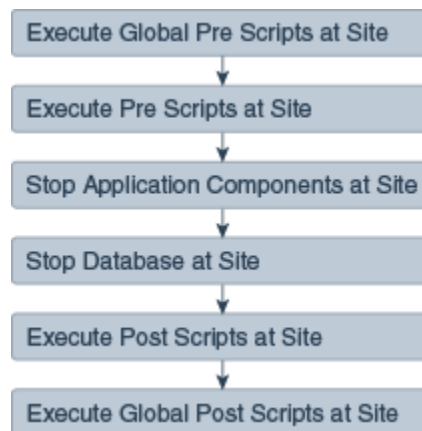 Execute Global Pre Scripts at Site
Execute Pre Scripts at Site
Stop Application Components at Site
Stop Database at Site
Execute Post Scripts at Site
Execute Global Post Scripts at Site